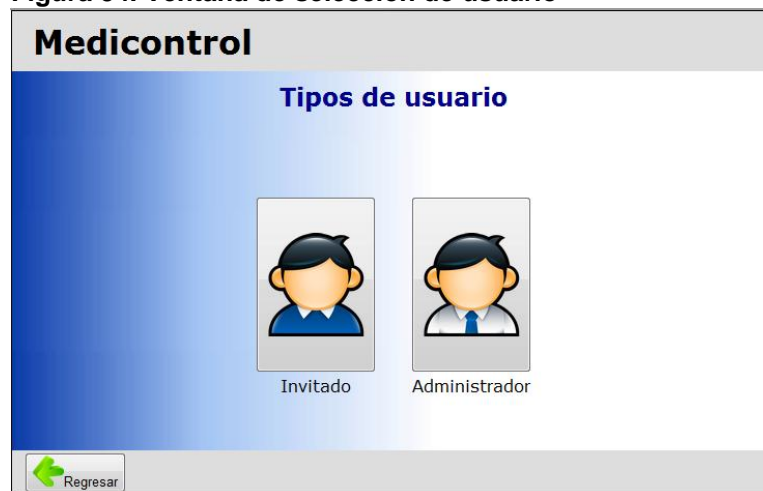 Medicontrol
Tipos de usuario
Invitado
Administrador
Regresar